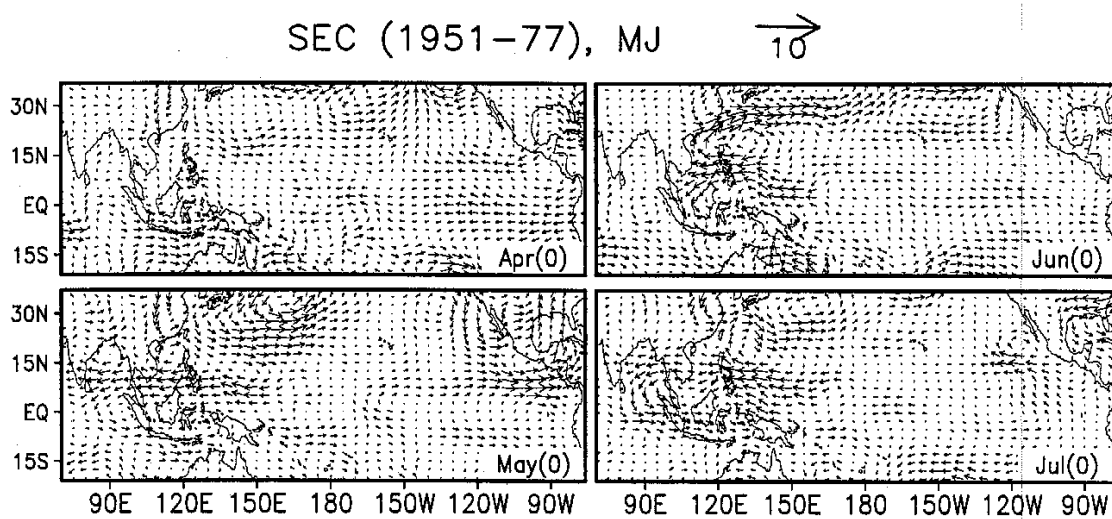 SEC (1951-77), MJ 10
30N
15N
EQ
15S
Apr(0) Jun(0)
30N
15N
EQ
15S
May(0) Jul(0)
90E 120E 150E 180 150W 120W 90W 90E 120E 150E 180 150W 120W 90W